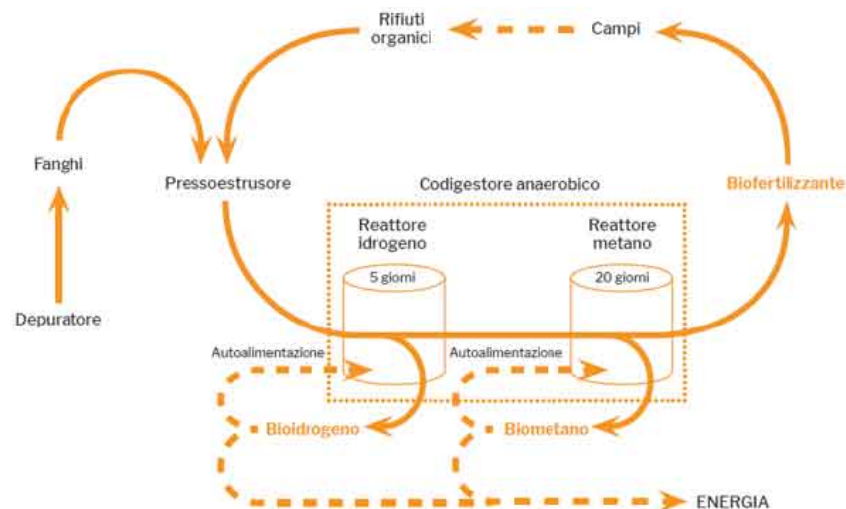 Rifiuti
organici
Campi
Fanghi
Pressoestrusore
Codigestore anaerobico
Biofertilizzante
Reattore
idrogeno
Reattore
metano
5 giorni
20 giorni
Depuratore
Autoalimentazione
Autoalimentazione
Bioidrogeno
Biometano
ENERGIA